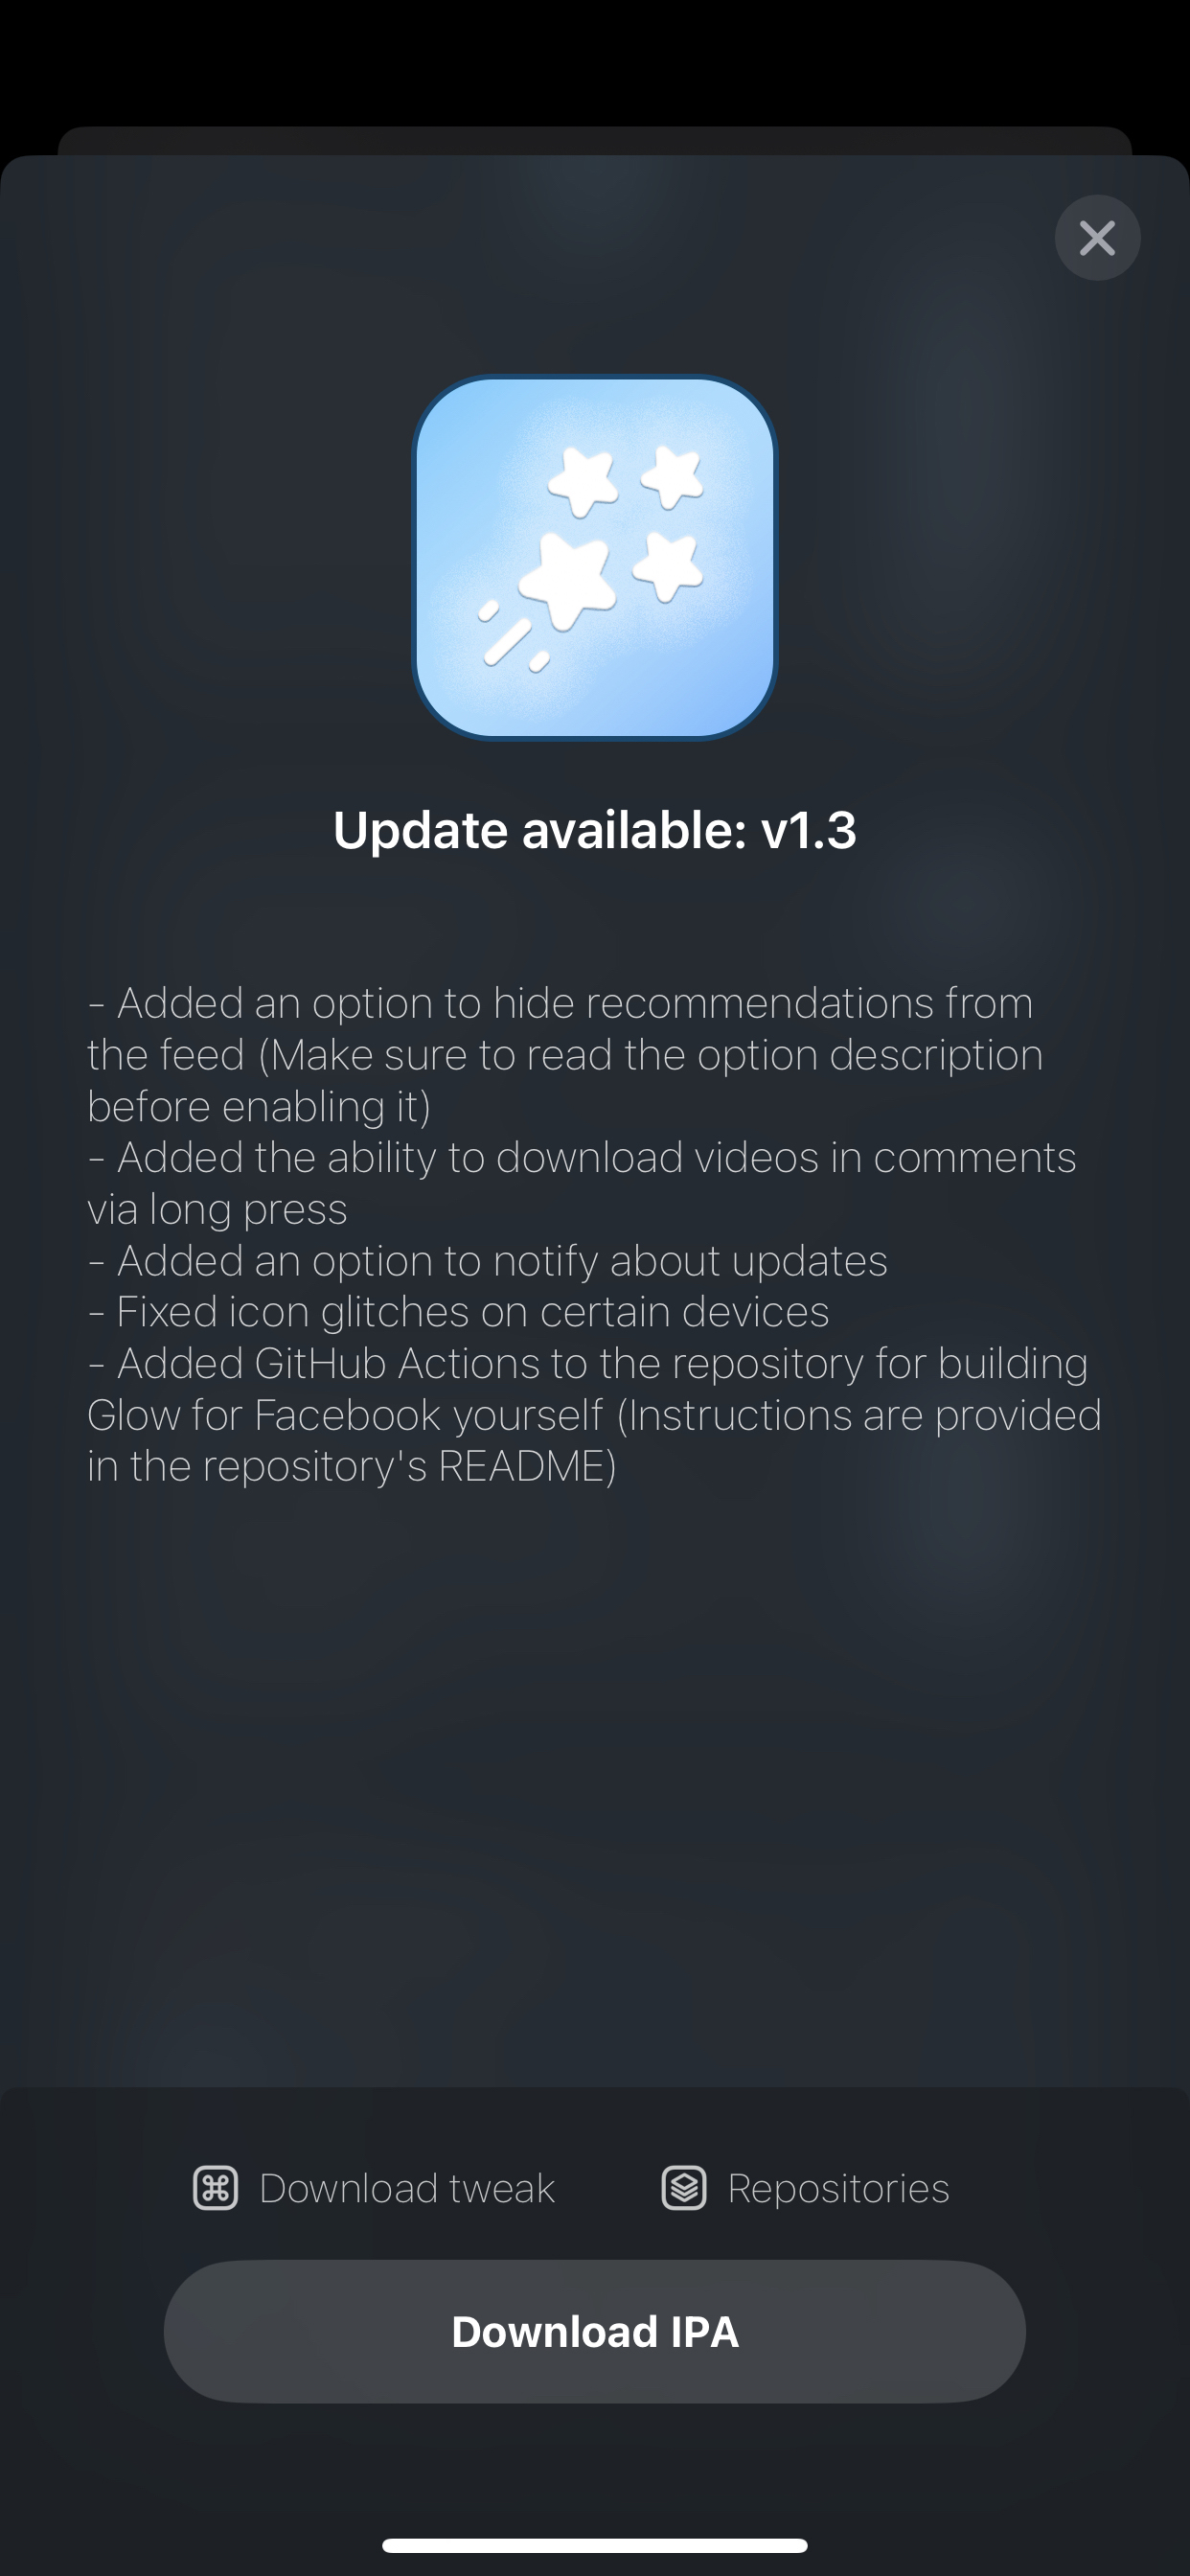 Update available: v1.3
- Added an option to hide recommendations from
the feed (Make sure to read the option description
before enabling it)
- Added the ability to download videos in comments
via long press
- Added an option to notify about updates
- Fixed icon glitches on certain devices
- Added GitHub Actions to the repository for building
Glow for Facebook yourself (Instructions are provided
in the repository's README)
Download tweak
Repositories
Download IPA